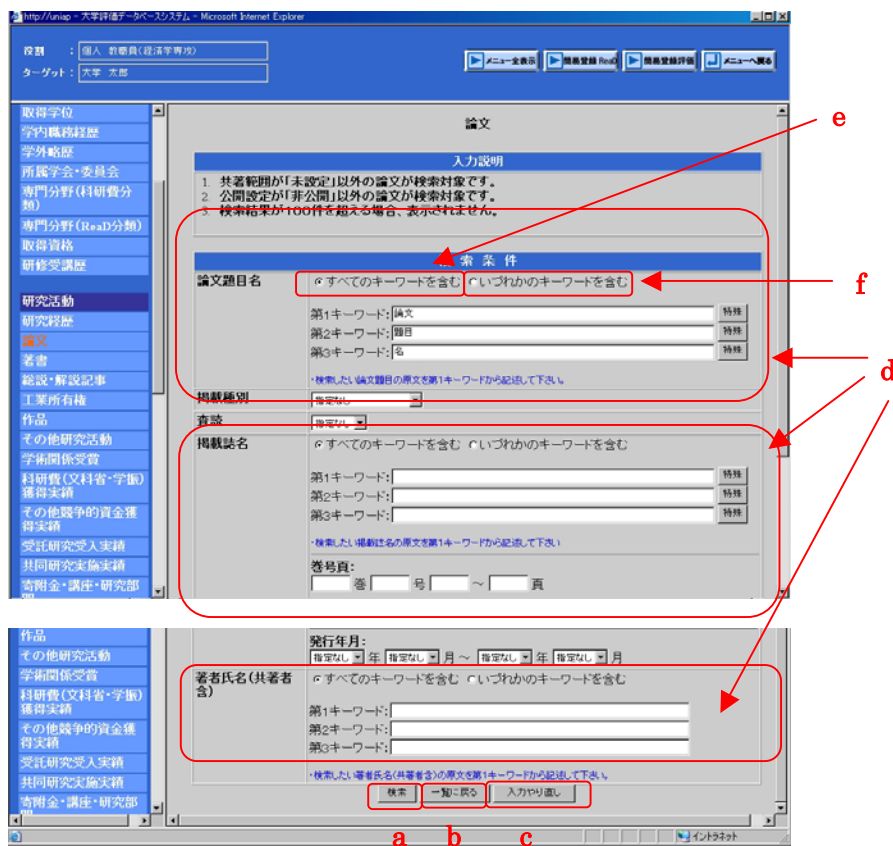 http://uniap - 大学評価データベースシステム - Microsoft Internet Explorer
役割 : 個人 教職員(経済学専攻)
ターゲット : 大学 太郎
メニュー全表示 簡易登録 ReaD 簡易登録評価 メニューへ戻る
取得学位
学内職務経歴
学外略歴
所属学会・委員会
専門分野(科研費分類)
専門分野(ReaD分類)
取得資格
研修受講歴
研究活動
研究経歴
論文
著書
総説・解説記事
工業所有権
作品
その他研究活動
学術関係受賞
科研費(文科省・学振)獲得実績
その他競争的資金獲得実績
受託研究受入実績
共同研究実施実績
寄附金・講座・研究部門
論文
入力説明
1. 共著範囲が「未設定」以外の論文が検索対象です。
2. 公開設定が「非公開」以外の論文が検索対象です。
3. 検索結果が100件を超える場合、表示されません。
検 索 条 件
論文題目名
すべてのキーワードを含む いづれかのキーワードを含む
第1キーワード: 論文 特殊
第2キーワード: 題目 特殊
第3キーワード: 名 特殊
・検索したい論文題目の原文を第1キーワードから記述して下さい。
掲載種別 指定なし
査読 指定なし
掲載誌名 すべてのキーワードを含む いづれかのキーワードを含む
第1キーワード: 特殊
第2キーワード: 特殊
第3キーワード: 特殊
・検索したい掲載誌名の原文を第1キーワードから記述して下さい
巻号頁:
巻 号 ～ 頁
e
f
d
作品
その他研究活動
学術関係受賞
科研費(文科省・学振)獲得実績
その他競争的資金獲得実績
受託研究受入実績
共同研究実施実績
寄附金・講座・研究部
発行年月:
指定なし 年 指定なし 月 ～ 指定なし 年 指定なし 月
著者氏名(共著者含)
すべてのキーワードを含む いづれかのキーワードを含む
第1キーワード:
第2キーワード:
第3キーワード:
・検索したい著者氏名(共著者含)の原文を第1キーワードから記述して下さい。
検索 一覧に戻る 入力やり直し
イントラネット
a b c